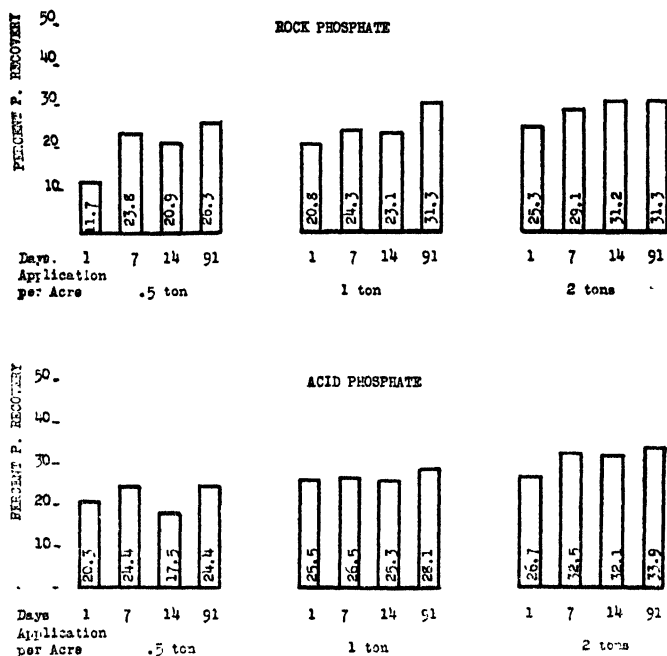 ROCK PHOSPHATE
PERCENT P. RECOVERY
50
40
30
20
10
11.7 23.8 20.9 26.3 20.8 24.3 23.1 31.3 25.3 29.1 31.2 31.3
Days. 1 7 14 91 1 7 14 91 1 7 14 91
Application
per Acre .5 ton 1 ton 2 tons
ACID PHOSPHATE
PERCENT P. RECOVERY
50
40
30
20
10
20.3 24.4 17.5 24.4 26.5 25.3 28.1 26.7 32.5 32.1 33.9
Days 1 7 14 91 1 7 14 91 1 7 14 91
Application
per Acre .5 ton 1 ton 2 tons